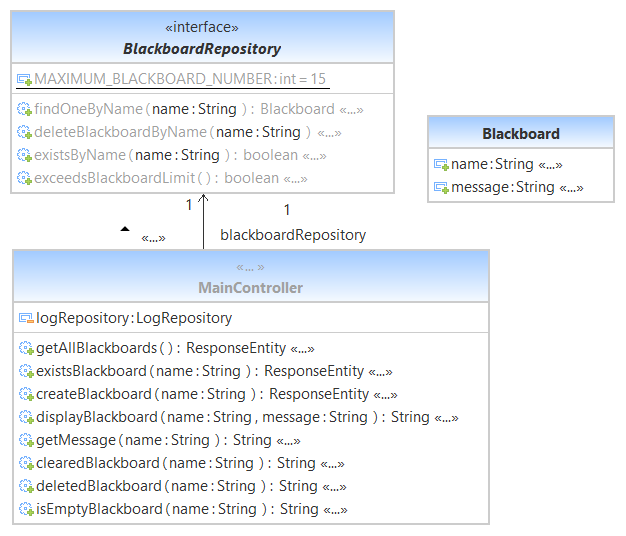 «interface»
BlackboardRepository
MAXIMUM_BLACKBOARD_NUMBER:int = 15
findOneByName(name:String): Blackboard «...»
deleteBlackboardByName(name:String) «...»
existsByName(name:String): boolean «...»
exceedsBlackboardLimit(): boolean «...»
Blackboard
name:String «...»
message:String «...»
1
1
«...»
blackboardRepository
«... »
MainController
logRepository:LogRepository
getAllBlackboards(): ResponseEntity «...»
existsBlackboard(name:String): ResponseEntity «...»
createBlackboard(name:String): ResponseEntity «...»
displayBlackboard(name:String, message:String): String «...»
getMessage(name:String): String «...»
clearedBlackboard(name:String): String «...»
deletedBlackboard(name:String): String «...»
isEmptyBlackboard(name:String): String «...»